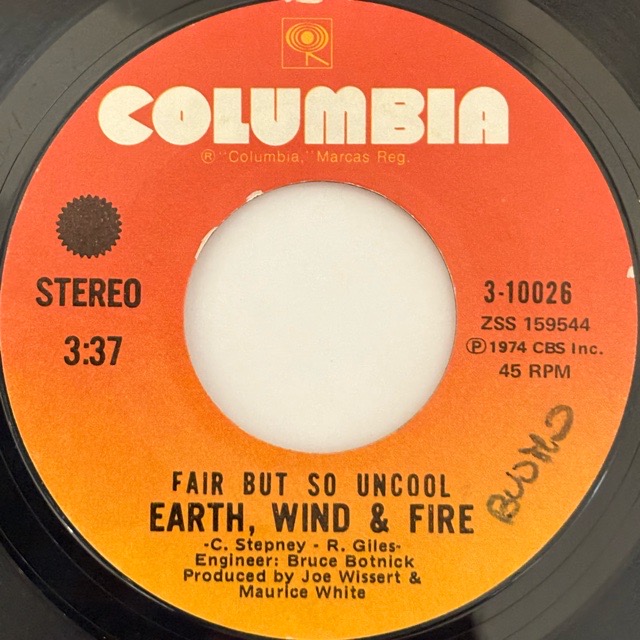 COLUMBIA
® "Columbia," Marcas Reg.
STEREO
3:37
3-10026
ZSS 159544
Ⓟ 1974 CBS Inc.
45 RPM
FAIR BUT SO UNCOOL
EARTH, WIND & FIRE
-C. Stepney - R. Giles-
Engineer: Bruce Botnick
Produced by Joe Wissert &
Maurice White